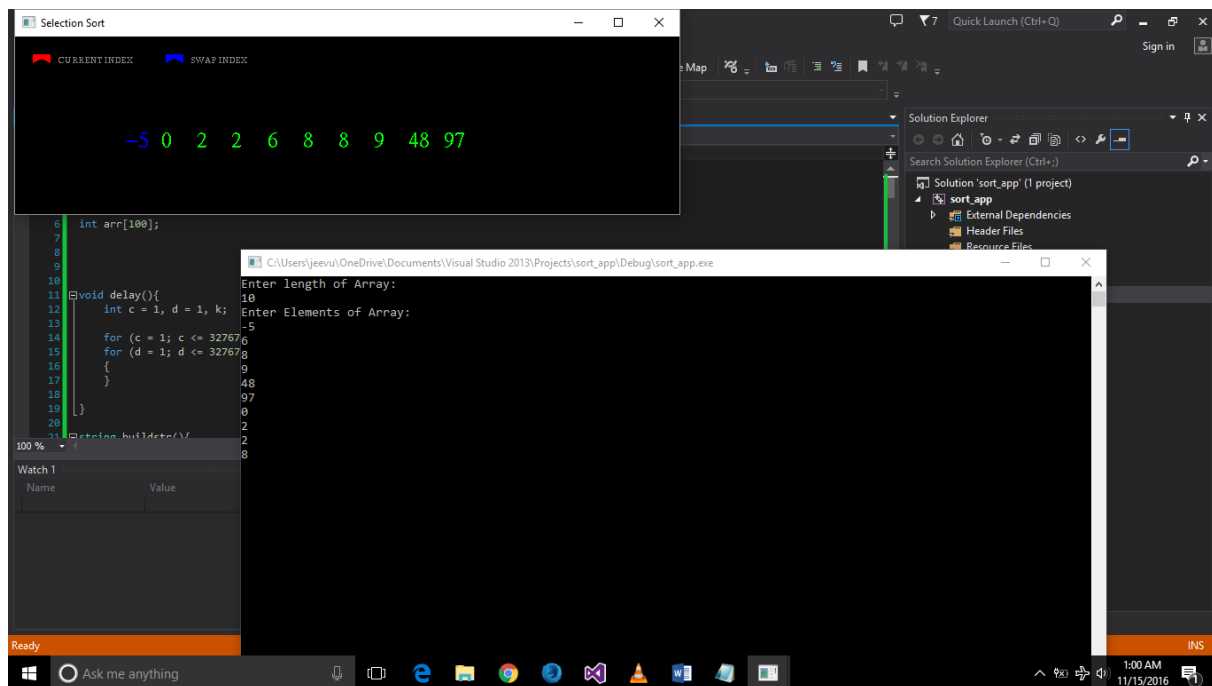 Selection Sort
CURRENT INDEX SWAP INDEX
-5 0 2 2 6 8 8 9 48 97
7 Quick Launch (Ctrl+Q)
Sign in
e Map
Solution Explorer
Search Solution Explorer (Ctrl+;)
Solution 'sort_app' (1 project)
sort_app
External Dependencies
Header Files
Resource Files
6 int arr[100];
7
8
9
10
11 void delay(){
12 int c = 1, d = 1, k;
13
14 for (c = 1; c <= 32767
15 for (d = 1; d <= 32767
16 {
17 }
18
19 }
20
21 string buildstr(){
100 %
Watch 1
Name Value
C:\Users\jeevu\OneDrive\Documents\Visual Studio 2013\Projects\sort_app\Debug\sort_app.exe
Enter length of Array:
10
Enter Elements of Array:
-5
6
8
9
48
97
0
2
2
8
Ready INS
Ask me anything
1:00 AM
11/15/2016
1